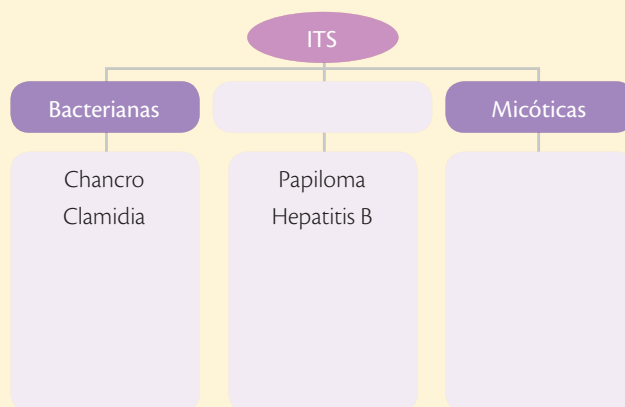 ITS
Bacterianas
Micóticas
Chancro
Clamidia
Papiloma
Hepatitis B